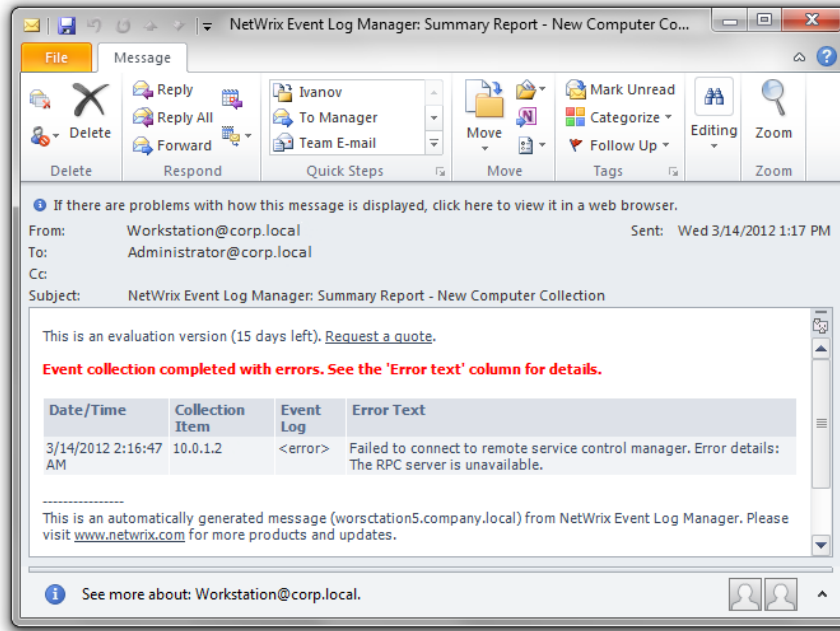 NetWrix Event Log Manager: Summary Report - New Computer Co...
File
Message
Delete
Reply
Reply All
Forward
Ivanov
To Manager
Team E-mail
Move
Mark Unread
Categorize
Follow Up
Editing
Zoom
Delete
Respond
Quick Steps
Move
Tags
Zoom
If there are problems with how this message is displayed, click here to view it in a web browser.
From: Workstation@corp.local Sent: Wed 3/14/2012 1:17 PM
To: Administrator@corp.local
Cc:
Subject: NetWrix Event Log Manager: Summary Report - New Computer Collection
This is an evaluation version (15 days left). Request a quote.
Event collection completed with errors. See the 'Error text' column for details.
Date/Time
Collection
Item
Event
Log
Error Text
3/14/2012 2:16:47
AM
10.0.1.2
<error>
Failed to connect to remote service control manager. Error details:
The RPC server is unavailable.
----------------
This is an automatically generated message (worsctation5.company.local) from NetWrix Event Log Manager. Please
visit www.netwrix.com for more products and updates.
See more about: Workstation@corp.local.